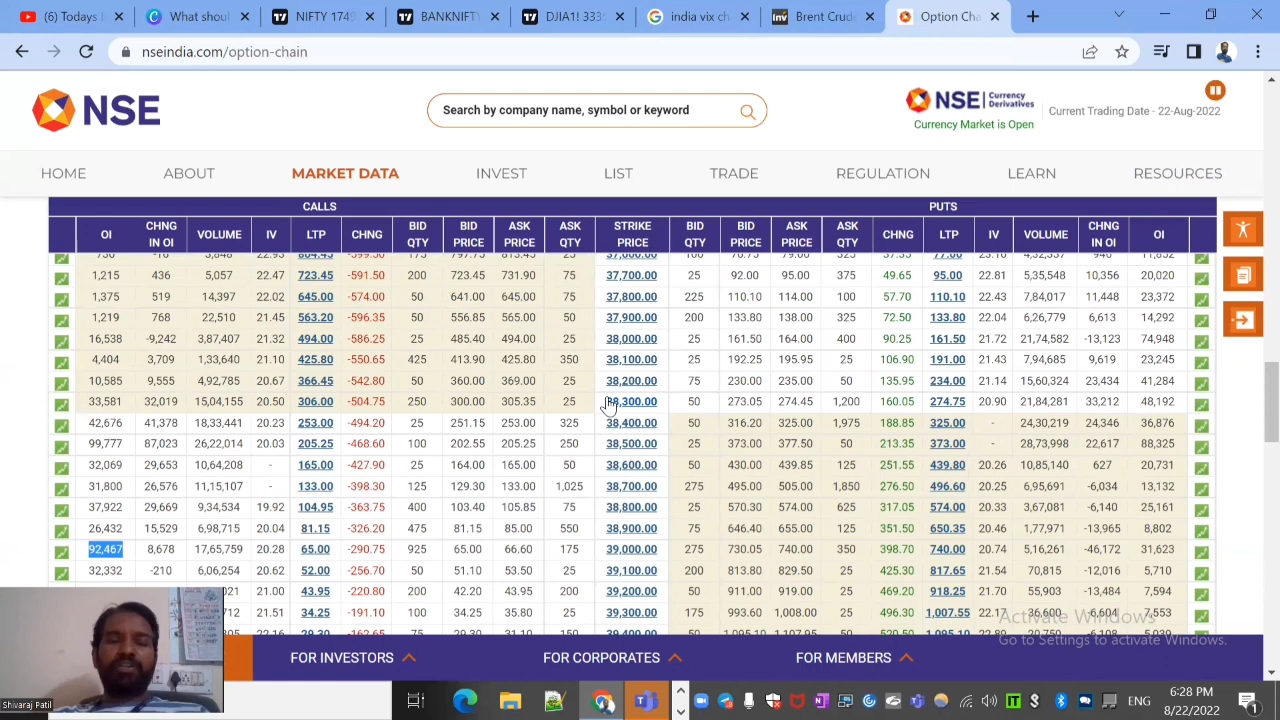 nseindia.com/option-chain
NSE
Search by company name, symbol or keyword
NSE Currency Derivatives
Currency Market is Open
Current Trading Date - 22-Aug-2022
HOME ABOUT MARKET DATA INVEST LIST TRADE REGULATION LEARN RESOURCES
CALLS PUTS
OI CHNG IN OI VOLUME IV LTP CHNG BID QTY BID PRICE ASK PRICE ASK QTY STRIKE PRICE BID QTY BID PRICE ASK PRICE ASK QTY CHNG LTP IV VOLUME CHNG IN OI OI
1,215 436 5,057 22.47 723.45 -591.50 200 723.45 731.90 75 37,700.00 25 92.00 95.00 375 49.65 95.00 22.81 5,35,548 10,356 20,020
1,375 519 14,397 22.02 645.00 -574.00 50 641.00 645.00 75 37,800.00 225 110.10 114.00 100 57.70 110.10 22.43 7,84,017 11,448 23,372
1,219 768 22,510 21.45 563.20 -596.35 50 556.85 565.00 50 37,900.00 200 133.80 138.00 325 72.50 133.80 22.04 6,26,779 6,613 14,292
16,538 -9,242 3,87,407 21.32 494.00 -586.25 25 485.40 494.00 25 38,000.00 25 161.50 164.00 400 90.25 161.50 21.72 21,74,582 -13,123 74,948
4,404 3,709 1,33,640 21.10 425.80 -550.65 425 413.90 425.80 350 38,100.00 25 192.25 195.95 25 106.90 191.00 21.43 7,94,685 9,619 23,245
10,585 9,555 4,92,785 20.67 366.45 -542.80 50 360.00 369.00 25 38,200.00 75 230.00 235.00 50 135.95 234.00 21.14 15,60,324 23,434 41,284
33,581 32,019 15,04,155 20.50 306.00 -504.75 250 300.00 305.35 25 38,300.00 50 273.05 274.45 1,200 160.05 274.75 20.90 21,84,281 33,212 48,192
42,676 41,378 18,33,441 20.23 253.00 -494.20 25 251.15 253.00 325 38,400.00 50 316.20 325.00 1,975 188.85 325.00 - 24,30,219 24,346 36,876
99,777 87,023 26,22,014 20.03 205.25 -468.60 100 202.55 205.25 250 38,500.00 25 373.00 377.50 50 213.35 373.00 - 28,73,998 22,617 88,325
32,069 29,653 10,64,208 - 165.00 -427.90 25 164.00 165.00 50 38,600.00 50 430.00 439.85 125 251.55 439.80 20.26 10,85,140 627 20,731
31,800 26,576 11,15,107 - 133.00 -398.30 125 129.30 133.00 1,025 38,700.00 275 495.00 505.00 1,850 276.50 496.60 20.25 6,95,691 -6,034 13,132
37,922 29,669 9,34,534 19.92 104.95 -363.75 400 103.40 105.85 75 38,800.00 25 570.30 574.00 625 317.05 574.00 20.33 3,67,081 -6,140 25,161
26,432 15,529 6,98,715 20.04 81.15 -326.20 475 81.15 85.00 550 38,900.00 75 646.40 655.00 125 351.50 650.35 20.46 1,77,971 -13,965 8,802
92,467 8,678 17,65,759 20.28 65.00 -290.75 925 65.00 66.60 175 39,000.00 275 730.05 740.00 350 398.70 740.00 20.74 5,16,261 -46,172 31,623
32,332 -210 6,06,254 20.62 52.00 -256.70 50 51.10 53.50 25 39,100.00 200 813.80 829.50 25 425.30 817.65 21.54 70,815 -12,016 5,710
21.00 43.95 -220.80 200 42.20 43.95 200 39,200.00 50 911.00 919.00 25 469.20 918.25 21.70 55,903 -13,484 7,594
21.51 34.25 -191.10 100 34.25 35.80 25 39,300.00 175 993.60 1,008.00 25 496.30 1,007.55 22.17 36,600 -6,604 7,553
Activate Windows
Go to Settings to activate Windows.
FOR INVESTORS FOR CORPORATES FOR MEMBERS
Shivaraj Patil
ENG
6:28 PM
8/22/2022